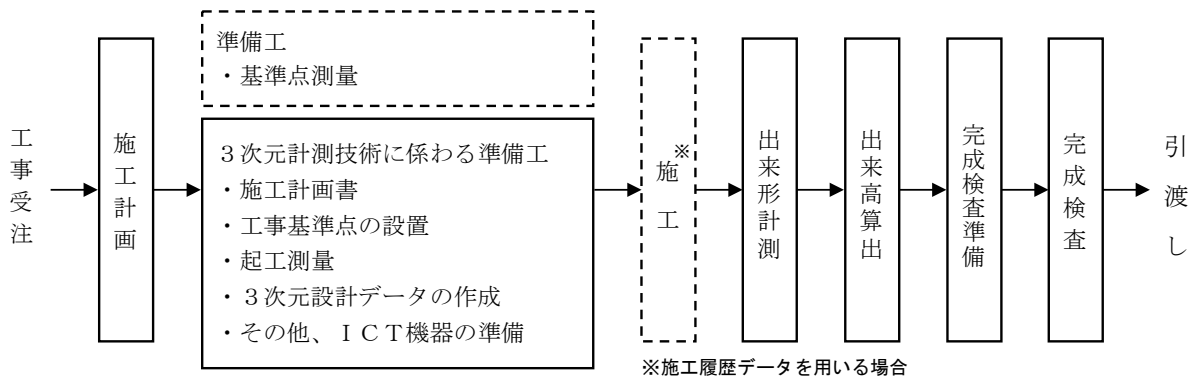 工事受注
施工計画
準備工
・基準点測量
３次元計測技術に係わる準備工
・施工計画書
・工事基準点の設置
・起工測量
・３次元設計データの作成
・その他、ＩＣＴ機器の準備
※
施工
出来形計測
出来高算出
完成検査準備
完成検査
引渡し
※施工履歴データを用いる場合